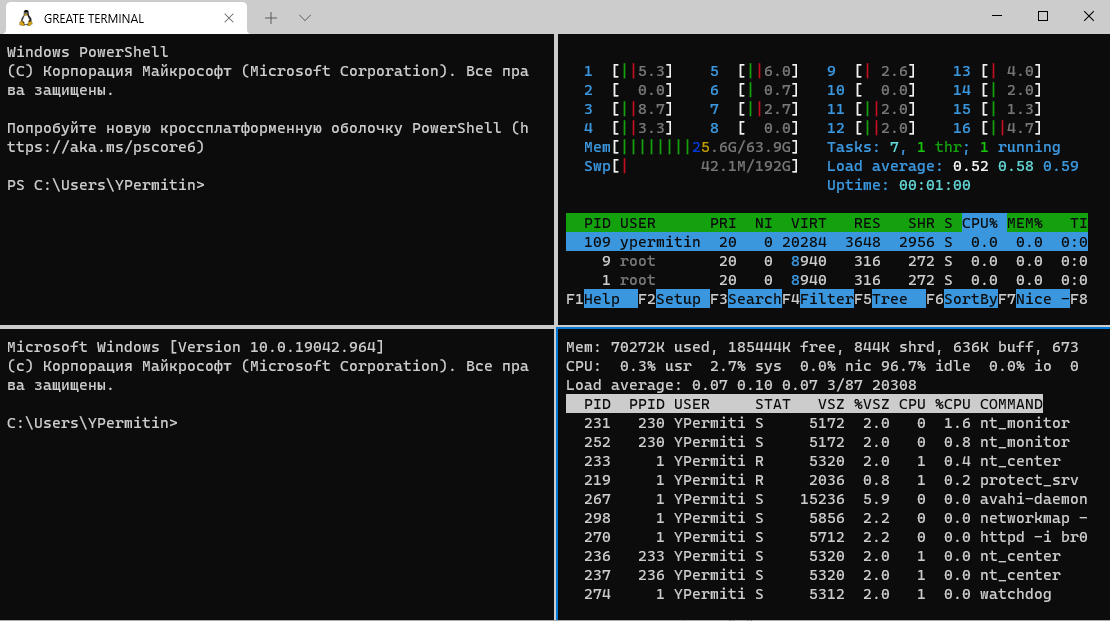 GREATE TERMINAL
Windows PowerShell
(C) Корпорация Майкрософт (Microsoft Corporation). Все пра
ва защищены.
Попробуйте новую кроссплатформенную оболочку PowerShell (h
ttps://aka.ms/pscore6)
PS C:\Users\YPermitin>
1 [||5.3] 5 [||6.0] 9 [| 2.6] 13 [| 4.0]
2 [ 0.0] 6 [| 0.7] 10 [ 0.0] 14 [| 2.0]
3 [||8.7] 7 [||2.7] 11 [||2.0] 15 [| 1.3]
4 [||3.3] 8 [ 0.0] 12 [||2.0] 16 [||4.7]
Mem[||||||||25.6G/63.9G] Tasks: 7, 1 thr; 1 running
Swp[| 42.1M/192G] Load average: 0.52 0.58 0.59
Uptime: 00:01:00
PID USER PRI NI VIRT RES SHR S CPU% MEM% TI
109 ypermitin 20 0 20284 3648 2956 S 0.0 0.0 0:0
9 root 20 0 8940 316 272 S 0.0 0.0 0:0
1 root 20 0 8940 316 272 S 0.0 0.0 0:0
F1Help F2Setup F3SearchF4FilterF5Tree F6SortByF7Nice -F8
Microsoft Windows [Version 10.0.19042.964]
(c) Корпорация Майкрософт (Microsoft Corporation). Все пра
ва защищены.
C:\Users\YPermitin>
Mem: 70272K used, 185444K free, 844K shrd, 636K buff, 673
CPU: 0.3% usr 2.7% sys 0.0% nic 96.7% idle 0.0% io 0
Load average: 0.07 0.10 0.07 3/87 20308
PID PPID USER STAT VSZ %VSZ CPU %CPU COMMAND
231 230 YPermiti S 5172 2.0 0 1.6 nt_monitor
252 230 YPermiti S 5172 2.0 0 0.8 nt_monitor
233 1 YPermiti R 5320 2.0 1 0.4 nt_center
219 1 YPermiti R 2036 0.8 1 0.2 protect_srv
267 1 YPermiti S 15236 5.9 0 0.0 avahi-daemon
298 1 YPermiti S 5856 2.2 0 0.0 networkmap -
270 1 YPermiti S 5712 2.2 0 0.0 httpd -i br0
236 233 YPermiti S 5320 2.0 1 0.0 nt_center
237 236 YPermiti S 5320 2.0 1 0.0 nt_center
274 1 YPermiti S 5312 2.0 1 0.0 watchdog